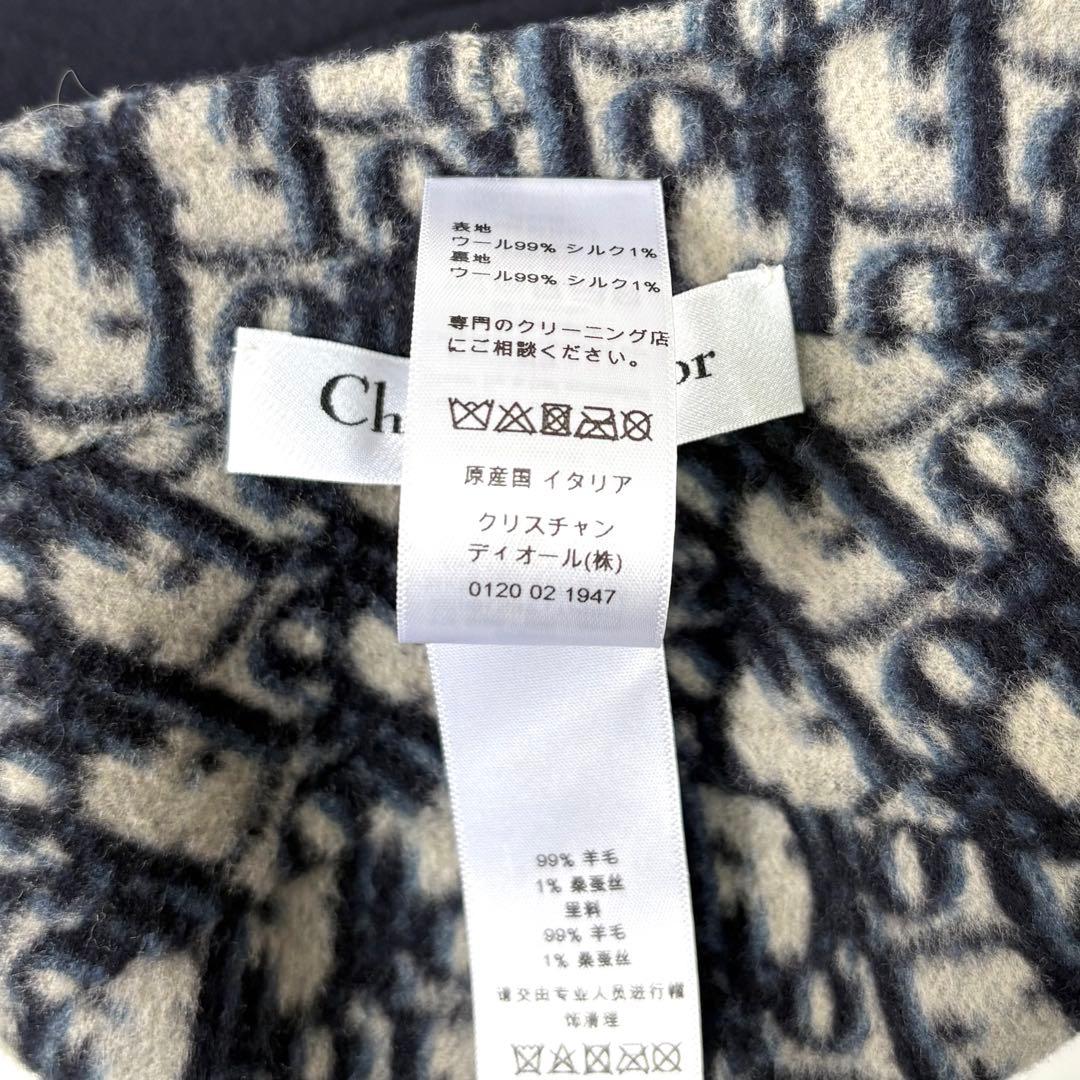 表地
ウール99% シルク1%
裏地
ウール99% シルク1%
専門のクリーニング店
にご相談ください。
Ch
or
原産国 イタリア
クリスチャン
ディオール(株)
0120 02 1947
99% 羊毛
1% 桑蚕丝
里料
99% 羊毛
1% 桑蚕丝
请交由专业人员进行帽
饰清理